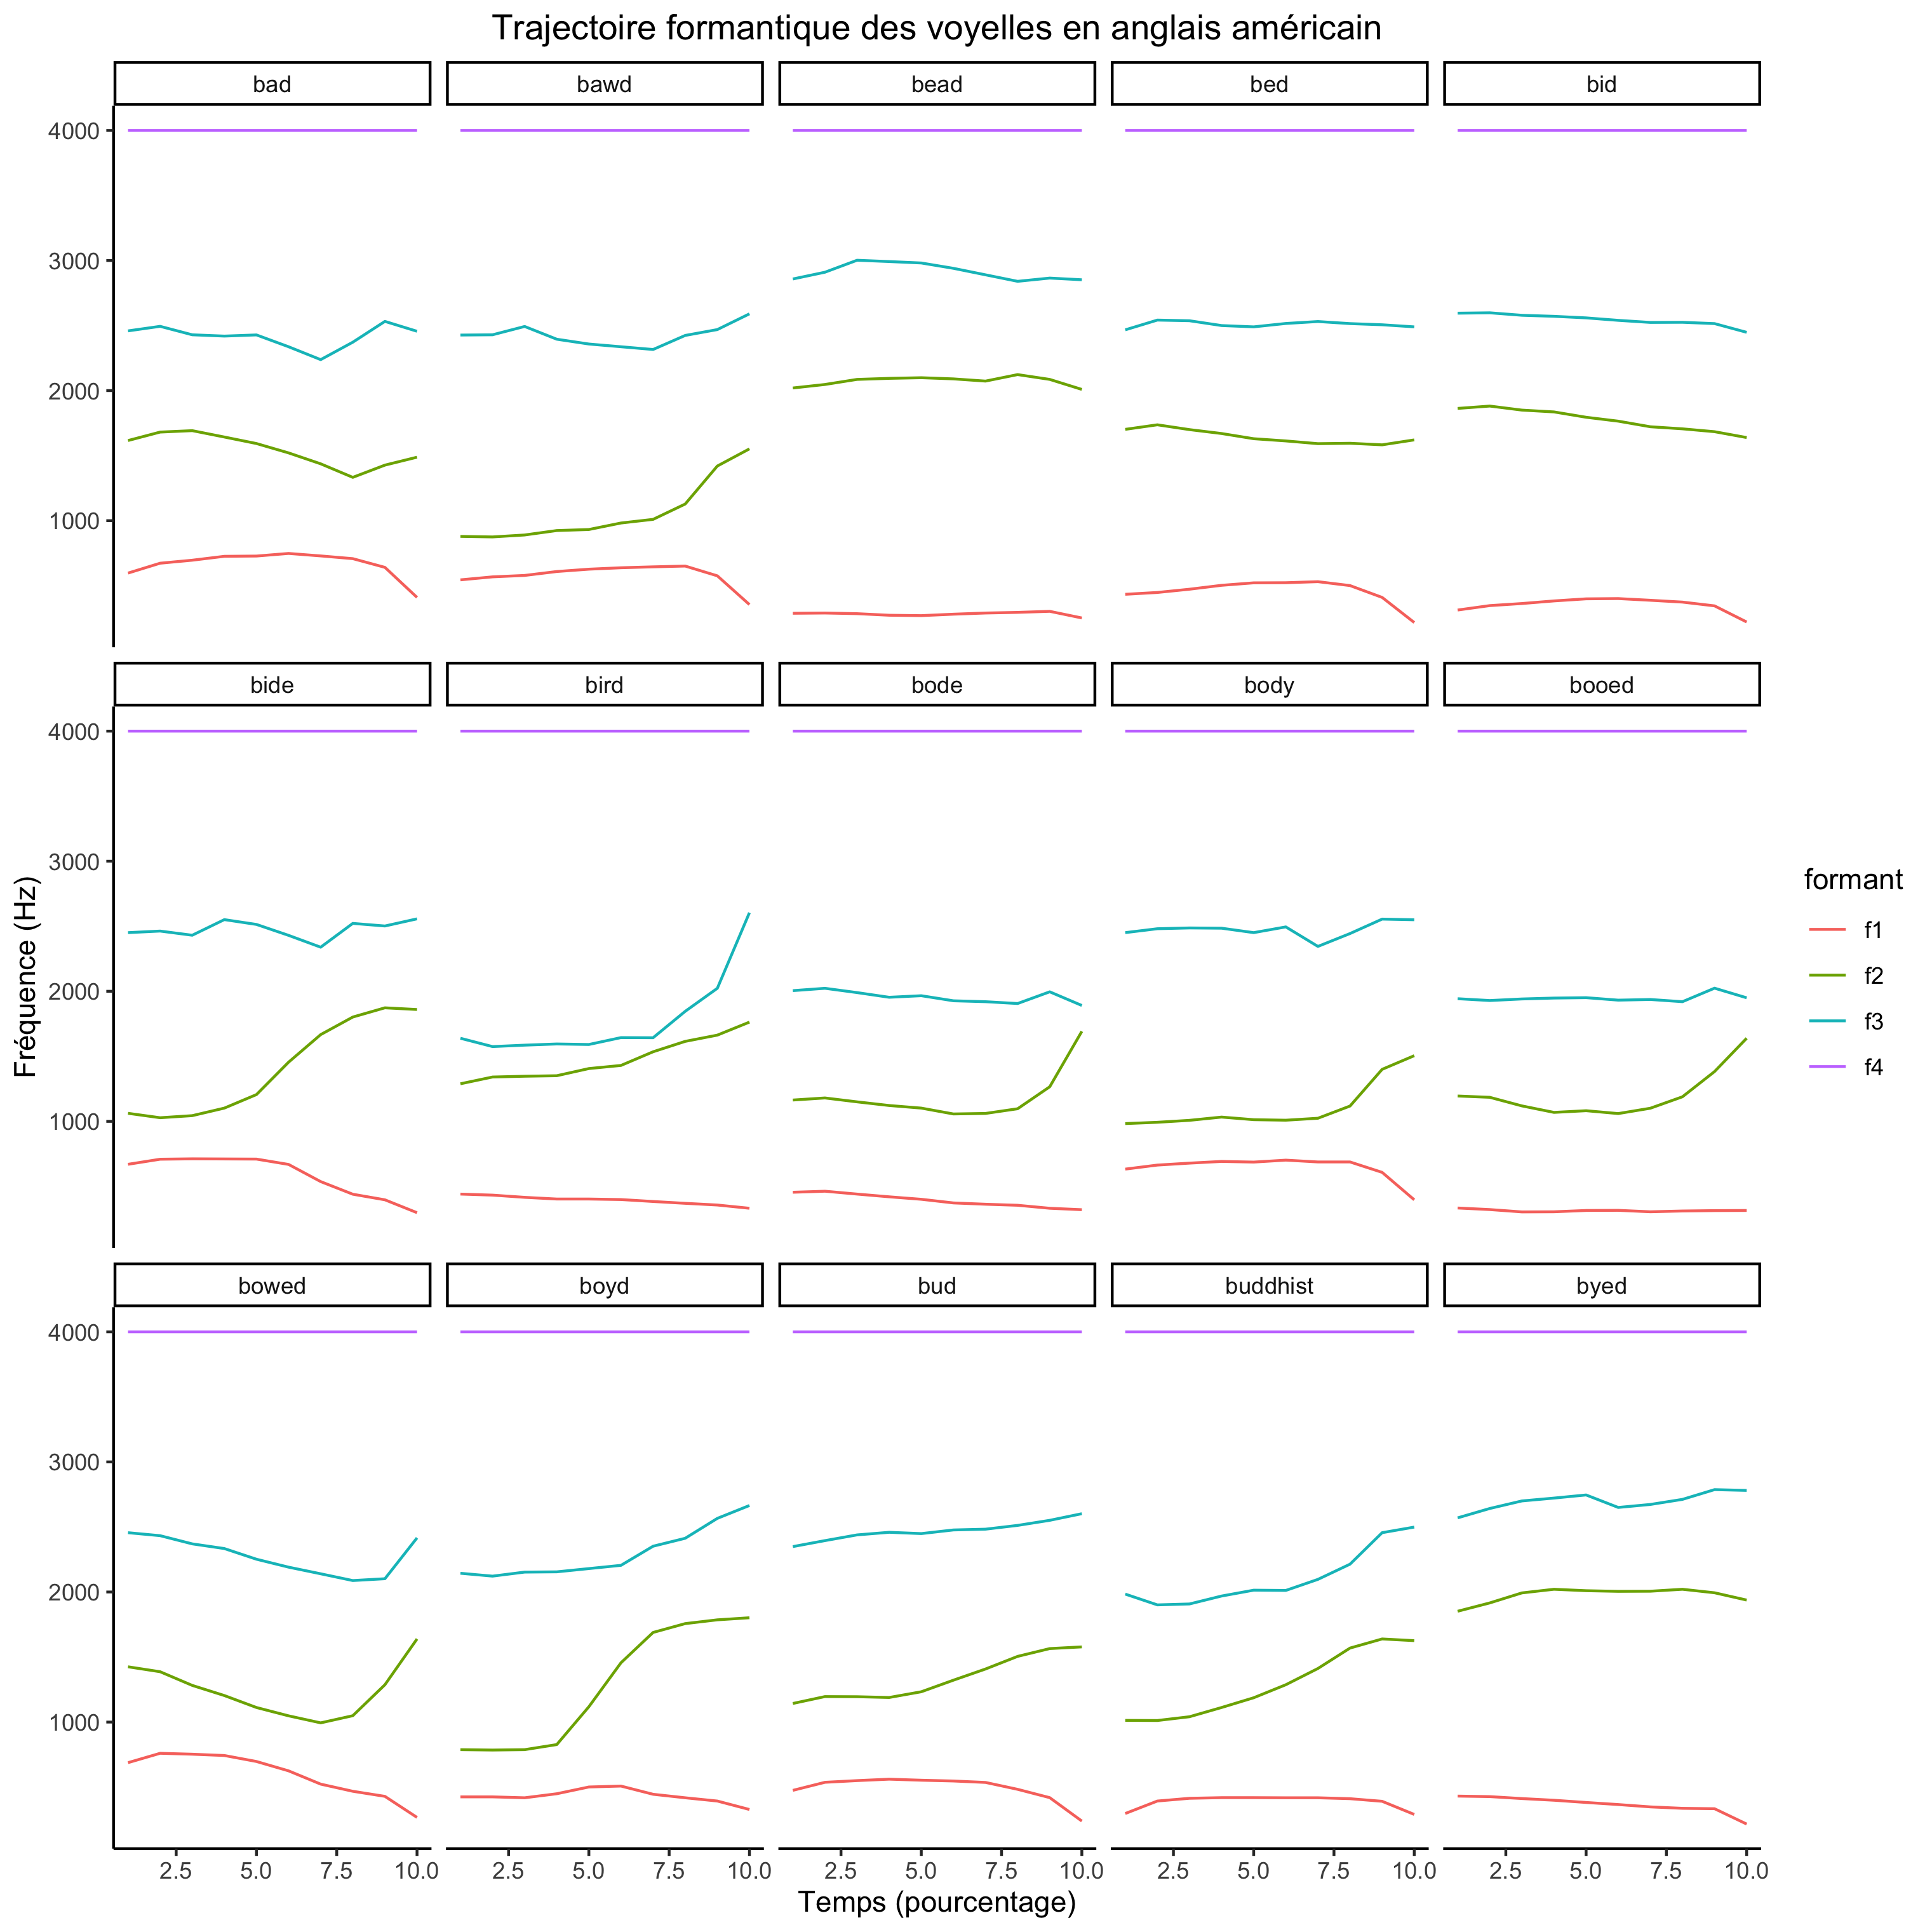 Trajectoire formantique des voyelles en anglais américain
bad bawd bead bed bid
4000
3000
2000
1000
bide bird bode body booed
4000
3000
2000
1000
bowed boyd bud buddhist byed
4000
3000
2000
1000
2.5 5.0 7.5 10.0 2.5 5.0 7.5 10.0 2.5 5.0 7.5 10.0 2.5 5.0 7.5 10.0 2.5 5.0 7.5 10.0
Temps (pourcentage)
Fréquence (Hz)
formant
f1
f2
f3
f4